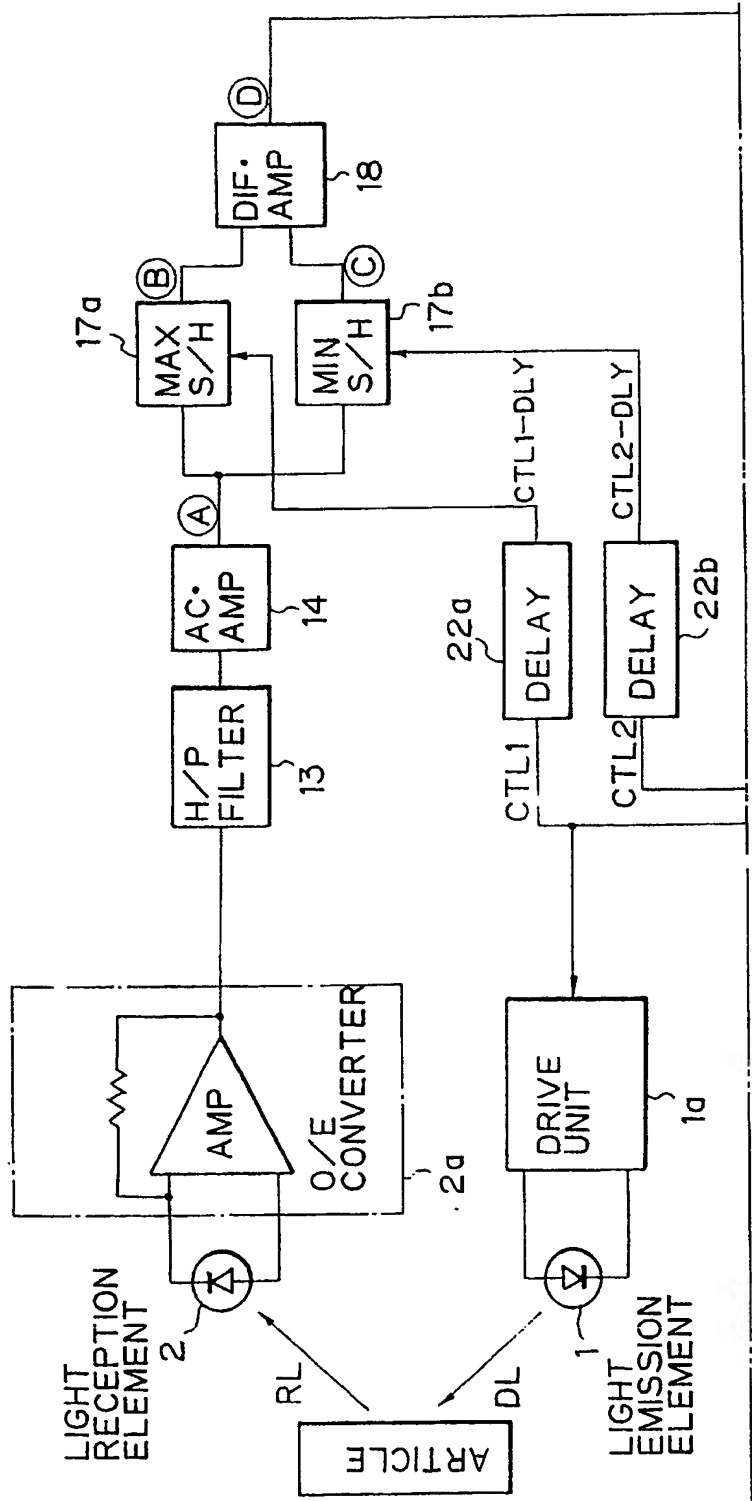 LIGHT
RECEPTION
ELEMENT
2
RL
ARTICLE
DL
1
LIGHT
EMISSION
ELEMENT
AMP
O/E
CONVERTER
2a
DRIVE
UNIT
1a
H/P
FILTER
13
AC·
AMP
14
A
17a
MAX
S/H
B
MIN
S/H
17b
C
DIF·
AMP
18
D
CTL1
22a
DELAY
CTL1-DLY
CTL2
DELAY
22b
CTL2-DLY